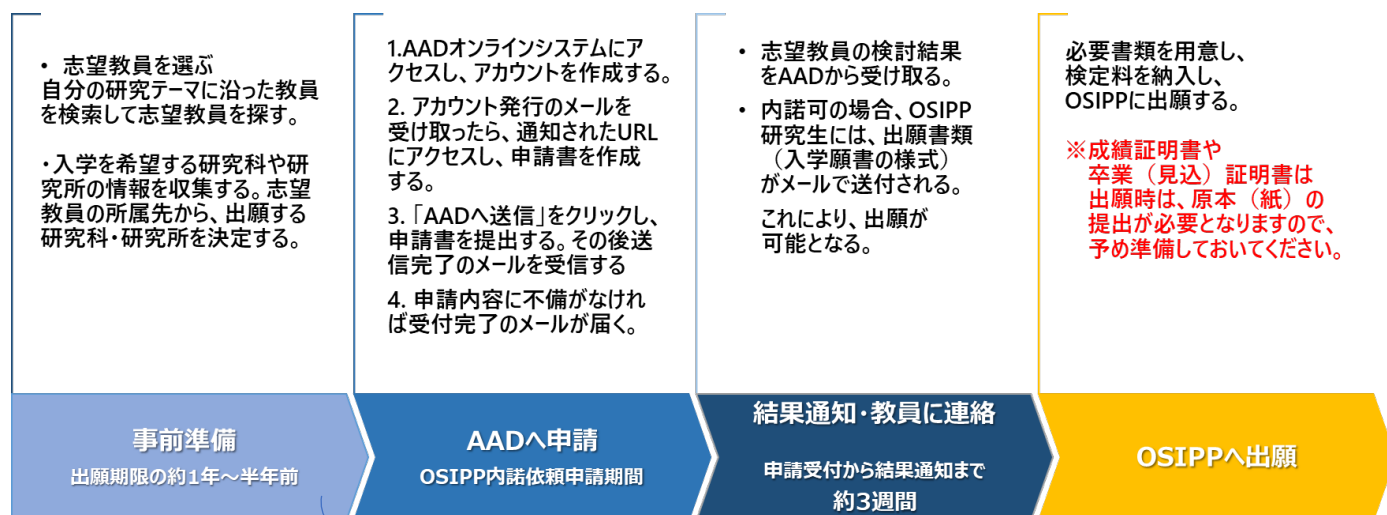 • 志望教員を選ぶ
自分の研究テーマに沿った教員
を検索して志望教員を探す。
・入学を希望する研究科や研
究所の情報を収集する。志望
教員の所属先から、出願する
研究科・研究所を決定する。
事前準備
出願期限の約1年～半年前
1.AADオンラインシステムにア
クセスし、アカウントを作成する。
2. アカウント発行のメールを
受け取ったら、通知されたURL
にアクセスし、申請書を作成
する。
3. 「AADへ送信」をクリックし、
申請書を提出する。その後送
信完了のメールを受信する
4. 申請内容に不備がなけれ
ば受付完了のメールが届く。
AADへ申請
OSIPP内諾依頼申請期間
• 志望教員の検討結果
をAADから受け取る。
• 内諾可の場合、OSIPP
研究生には、出願書類
（入学願書の様式）
がメールで送付される。
これにより、出願が
可能となる。
結果通知・教員に連絡
申請受付から結果通知まで
約3週間
必要書類を用意し、
検定料を納入し、
OSIPPに出願する。
※成績証明書や
卒業（見込）証明書は
出願時は、原本（紙）の
提出が必要となりますので、
予め準備しておいてください。
OSIPPへ出願